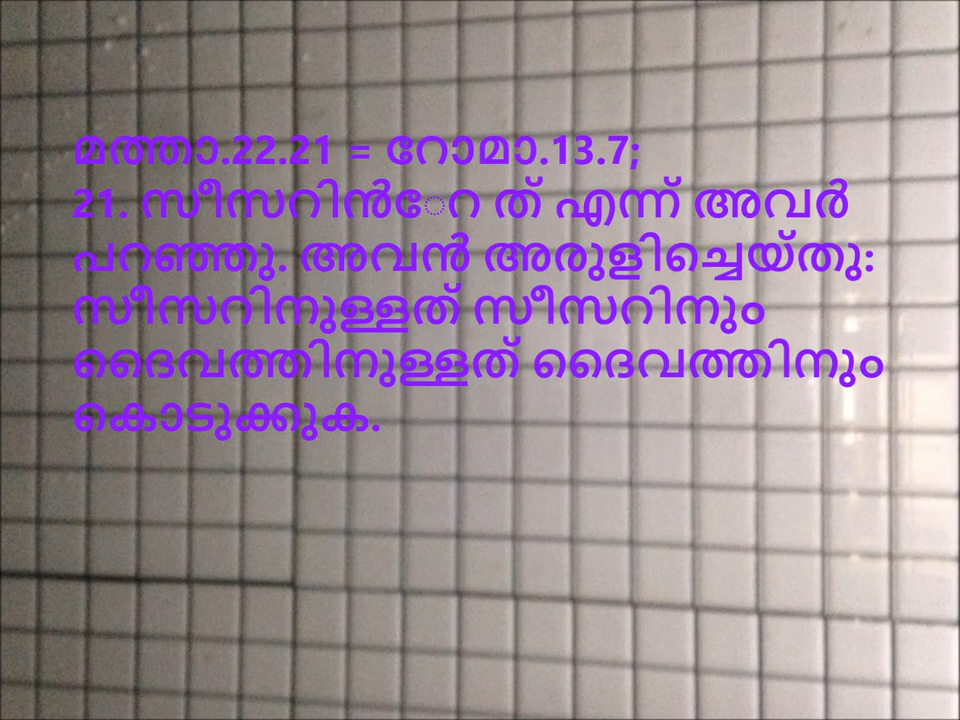 മത്താ.22.21 = റോമാ.13.7;
21. സീസറിൻേറ ത് എന്ന് അവർ
പറഞ്ഞു. അവൻ അരുളിച്ചെയ്തു:
സീസറിനുള്ളത് സീസറിനും
ദൈവത്തിനുള്ളത് ദൈവത്തിനും
കൊടുക്കുക.